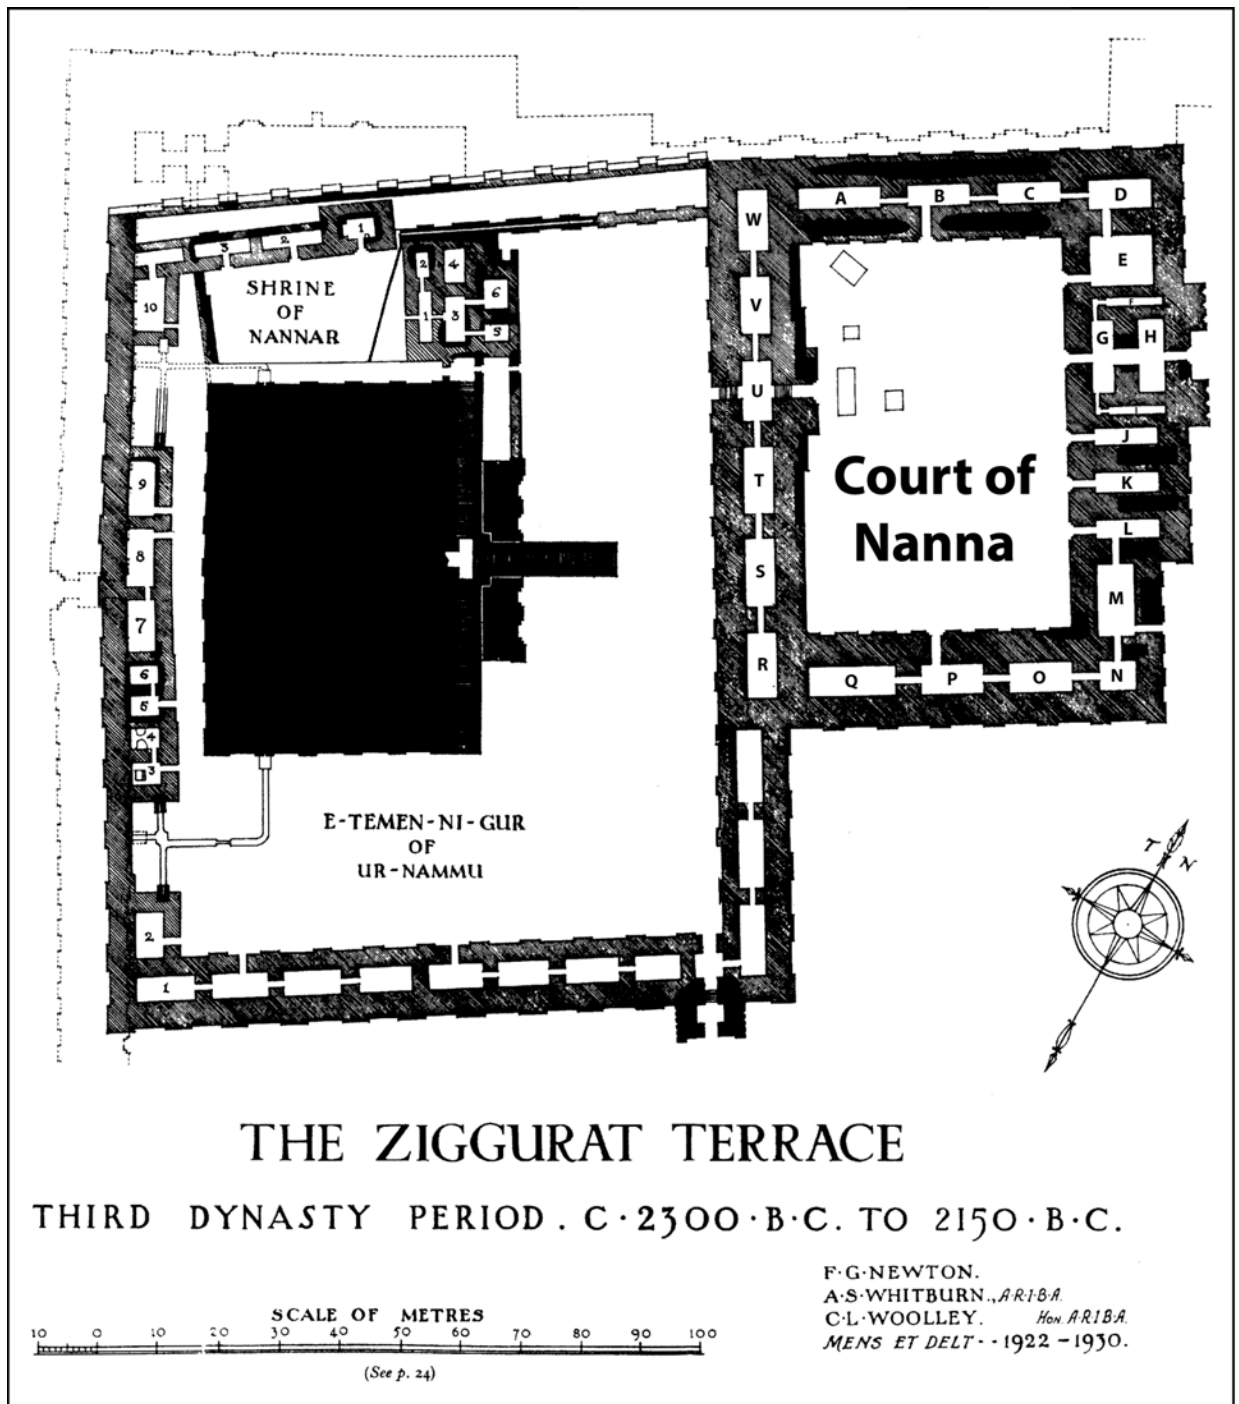 A
B
C
D
W
E
3
2
1
F
2
4
G
H
SHRINE
OF
NANNAR
10
6
V
1
3
5
I
U
J
Court of
Nanna
T
K
9
L
8
S
M
7
R
6
Q
P
O
N
5
4
3
E-TEMEN-NI-GUR
OF
UR-NAMMU
T N
2
1
THE ZIGGURAT TERRACE
THIRD DYNASTY PERIOD. C·2300·B·C. TO 2150·B·C.
F·G·NEWTON.
A·S·WHITBURN., A·R·I·B·A.
C·L·WOOLLEY. Hon. A·R·I·B·A.
MENS ET DELT· ·1922–1930.
SCALE OF METRES
10 0 10 20 30 40 50 60 70 80 90 100
(See p. 24)